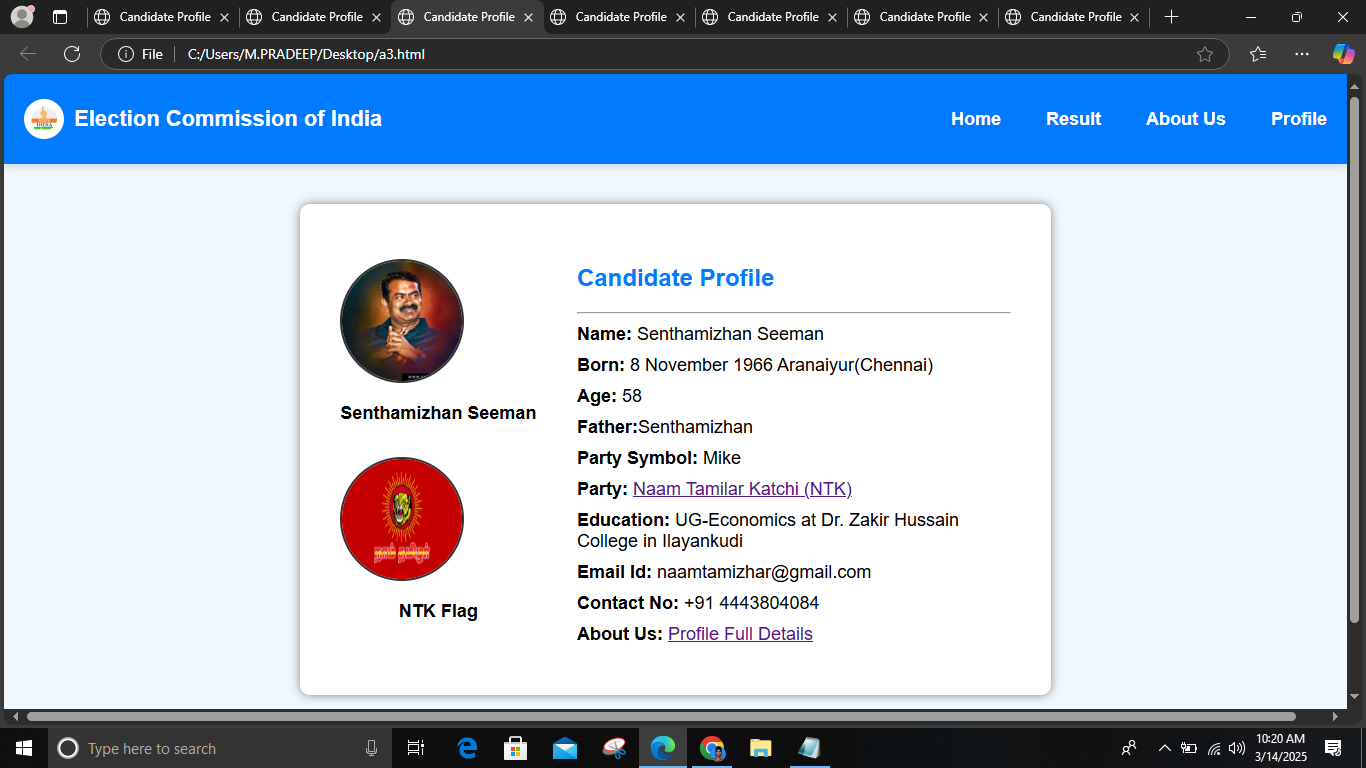 Candidate Profile
Candidate Profile
Candidate Profile
Candidate Profile
Candidate Profile
Candidate Profile
Candidate Profile
File
C:/Users/M.PRADEEP/Desktop/a3.html
Election Commission of India
Home
Result
About Us
Profile
Senthamizhan Seeman
நாம் தமிழர்
NTK Flag
Candidate Profile
Name: Senthamizhan Seeman
Born: 8 November 1966 Aranaiyur(Chennai)
Age: 58
Father:Senthamizhan
Party Symbol: Mike
Party: Naam Tamilar Katchi (NTK)
Education: UG-Economics at Dr. Zakir Hussain
College in Ilayankudi
Email Id: naamtamizhar@gmail.com
Contact No: +91 4443804084
About Us: Profile Full Details
Type here to search
10:20 AM
3/14/2025